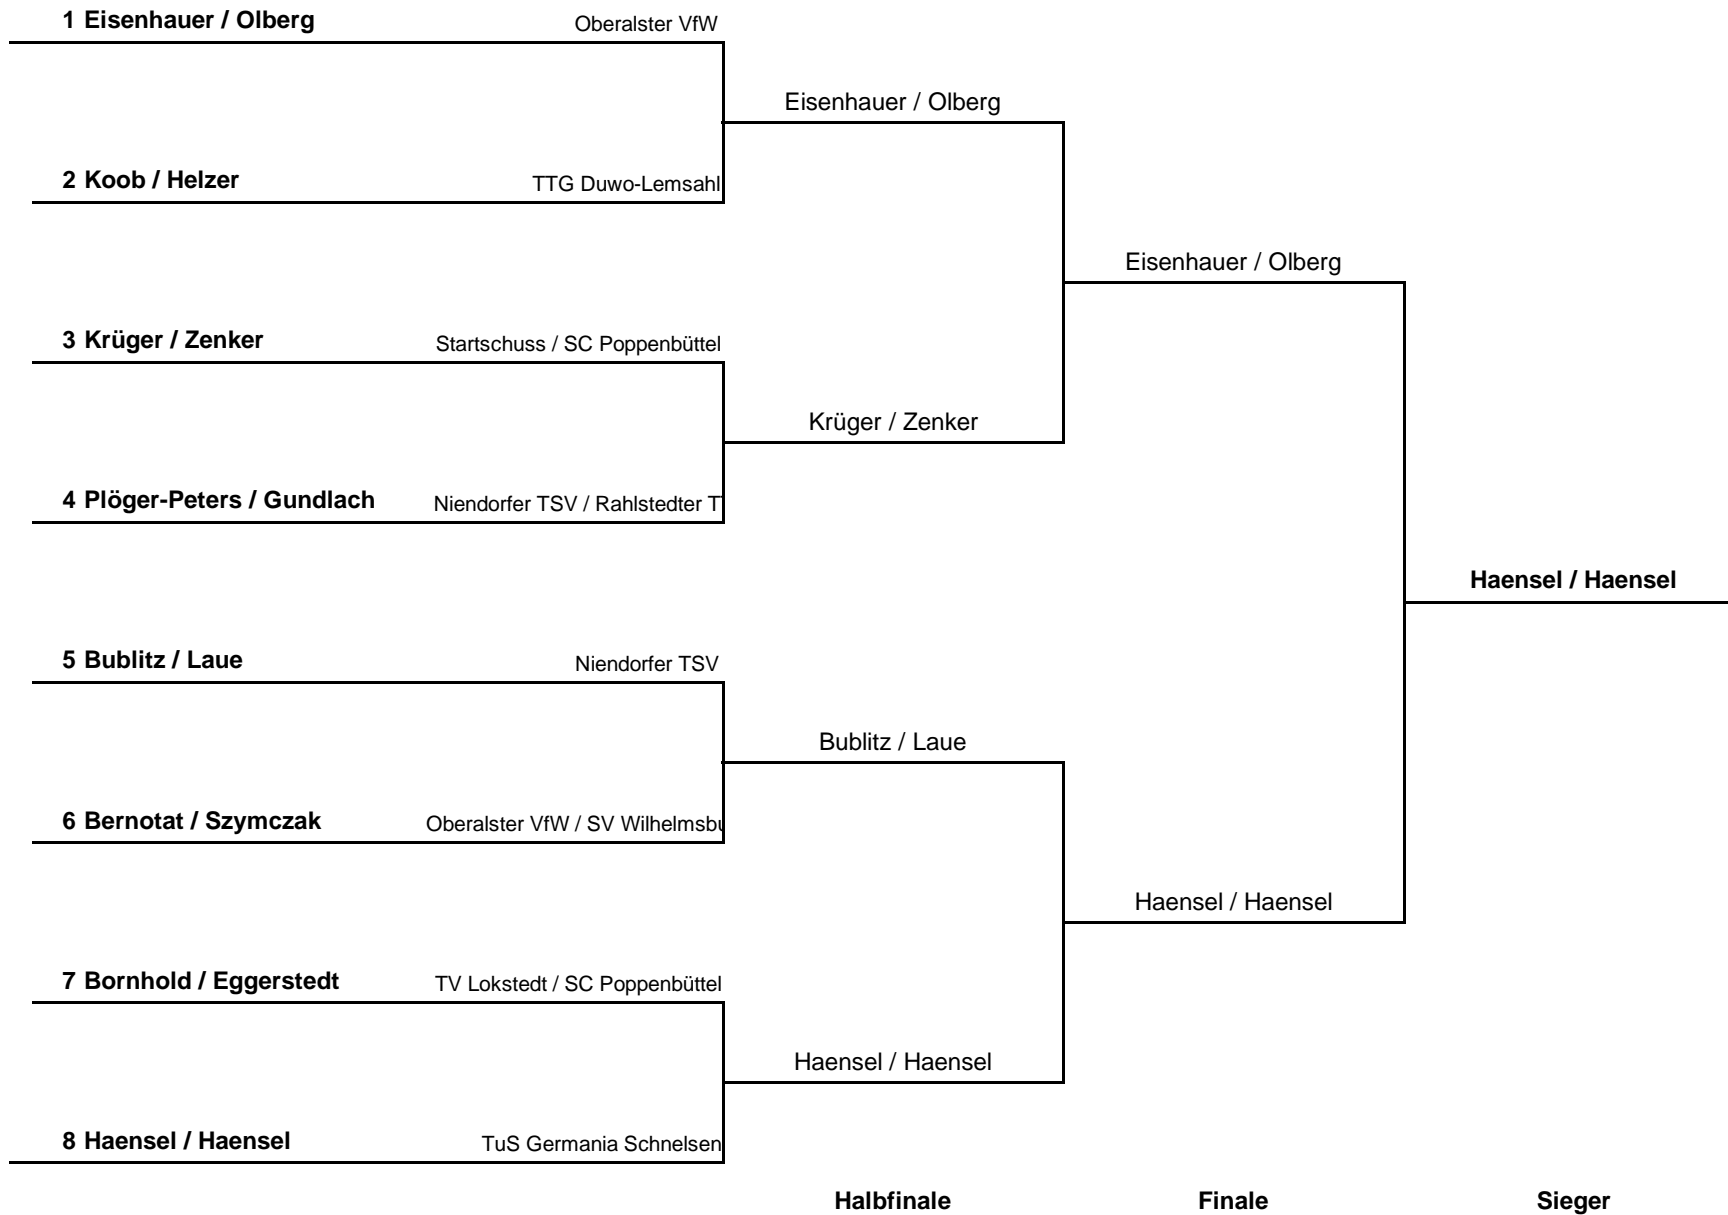 1 Eisenhauer / Olberg Oberalster VfW
Eisenhauer / Olberg
2 Koob / Helzer TTG Duwo-Lemsahl
Eisenhauer / Olberg
3 Krüger / Zenker Startschuss / SC Poppenbüttel
Krüger / Zenker
4 Plöger-Peters / Gundlach Niendorfer TSV / Rahlstedter
Haensel / Haensel
5 Bublitz / Laue Niendorfer TSV
Bublitz / Laue
6 Bernotat / Szymczak Oberalster VfW / SV
Haensel / Haensel
7 Bornhold / Eggerstedt TV Lokstedt / SC Poppenbüttel
Haensel / Haensel
8 Haensel / Haensel TuS Germania Schnelsen
Halbfinale Finale Sieger